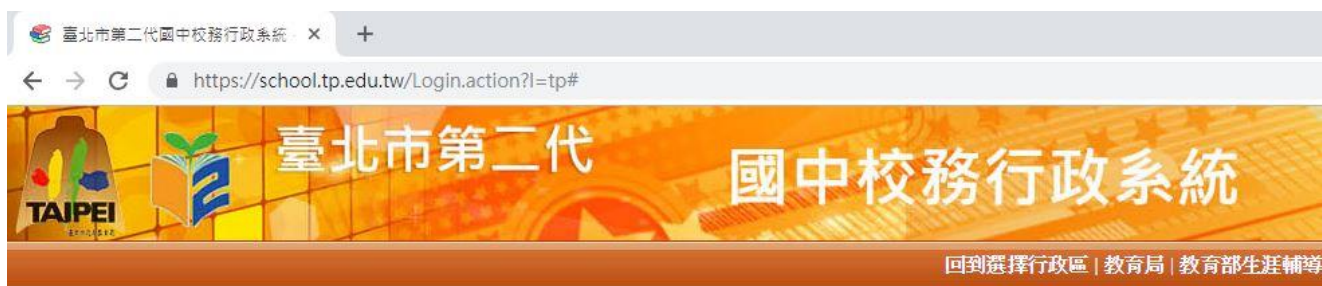 臺北市第二代國中校務行政系統
https://school.tp.edu.tw/Login.action?l=tp#
臺北市第二代 國中校務行政系統
TAIPEI
回到選擇行政區 | 教育局 | 教育部生涯輔導